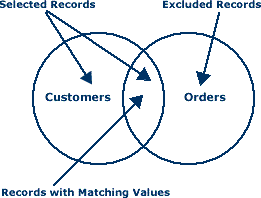 Selected Records
Excluded Records
Customers
Orders
Records with Matching Values